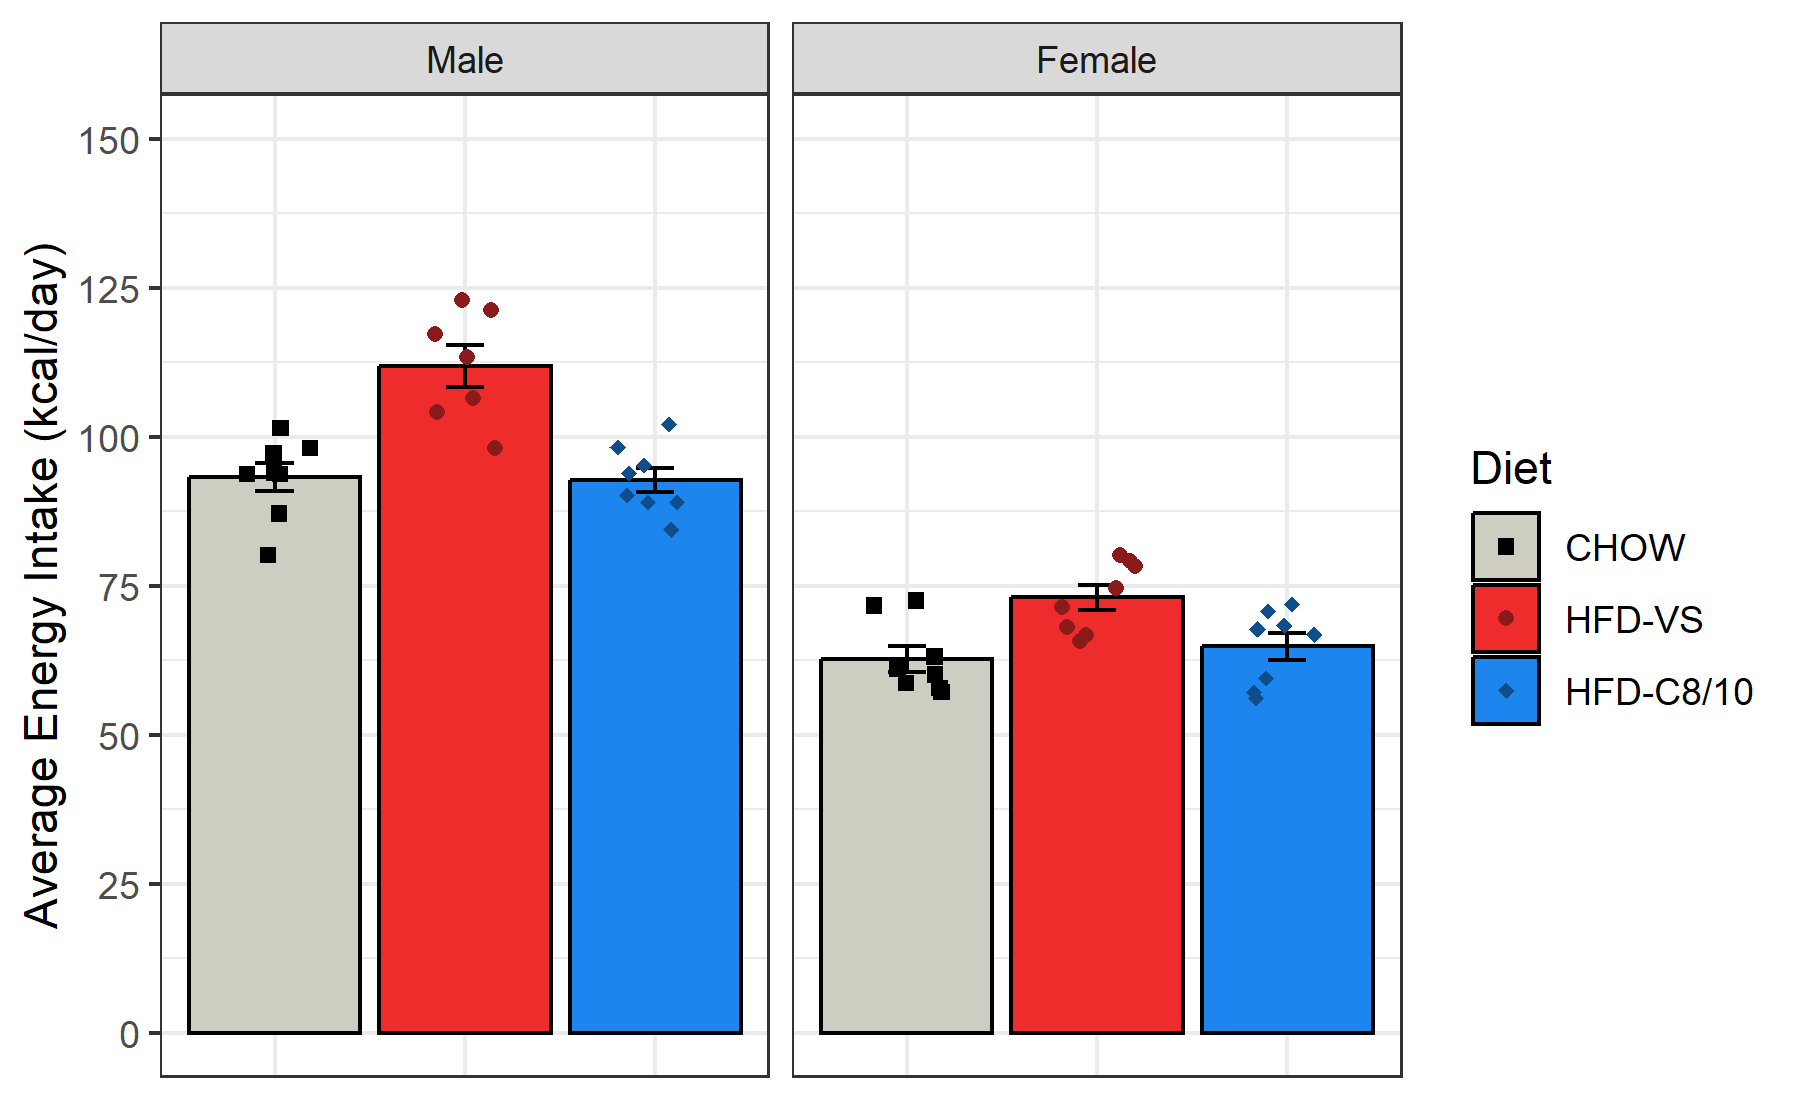 Male
Female
Average Energy Intake (kcal/day)
150
125
100
75
50
25
0
Diet
CHOW
HFD-VS
HFD-C8/10